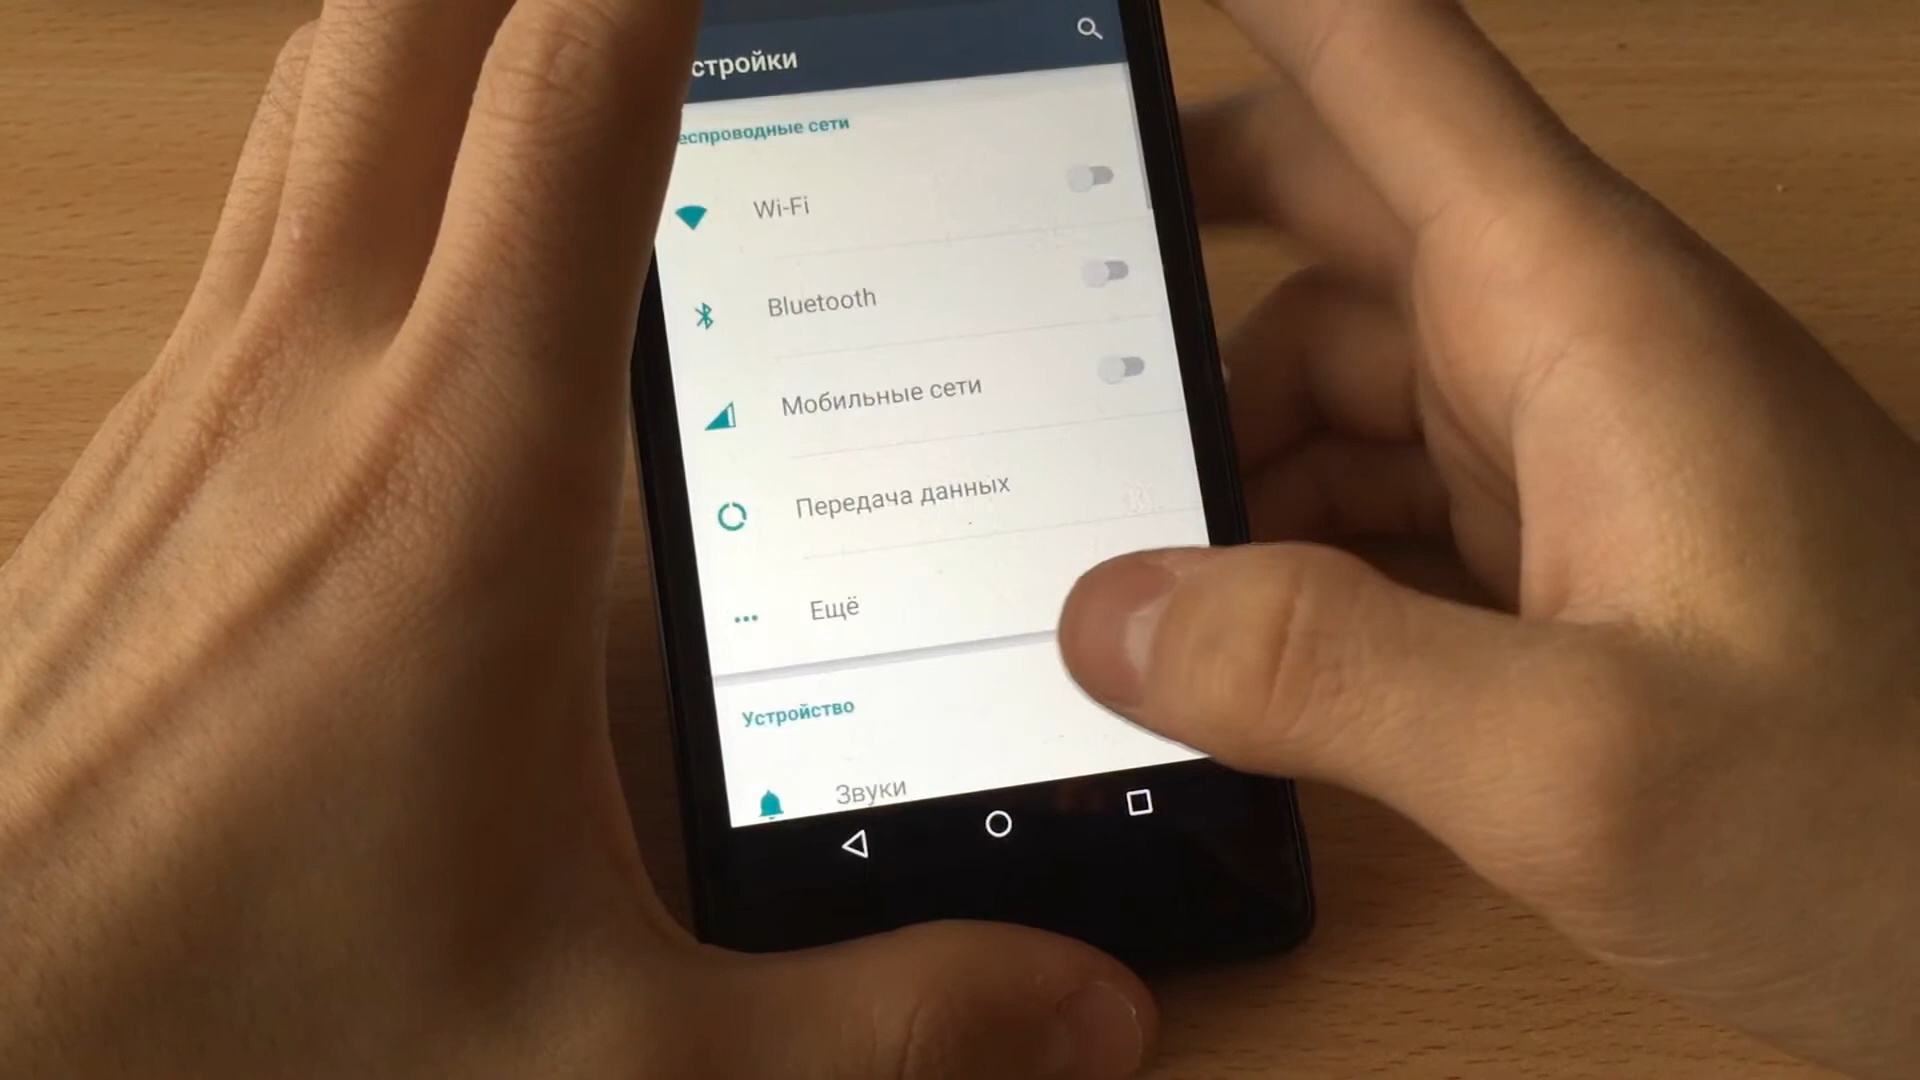 стройки
еспроводные сети
Wi-Fi
Bluetooth
Мобильные сети
Передача данных
Ещё
Устройство
Звуки